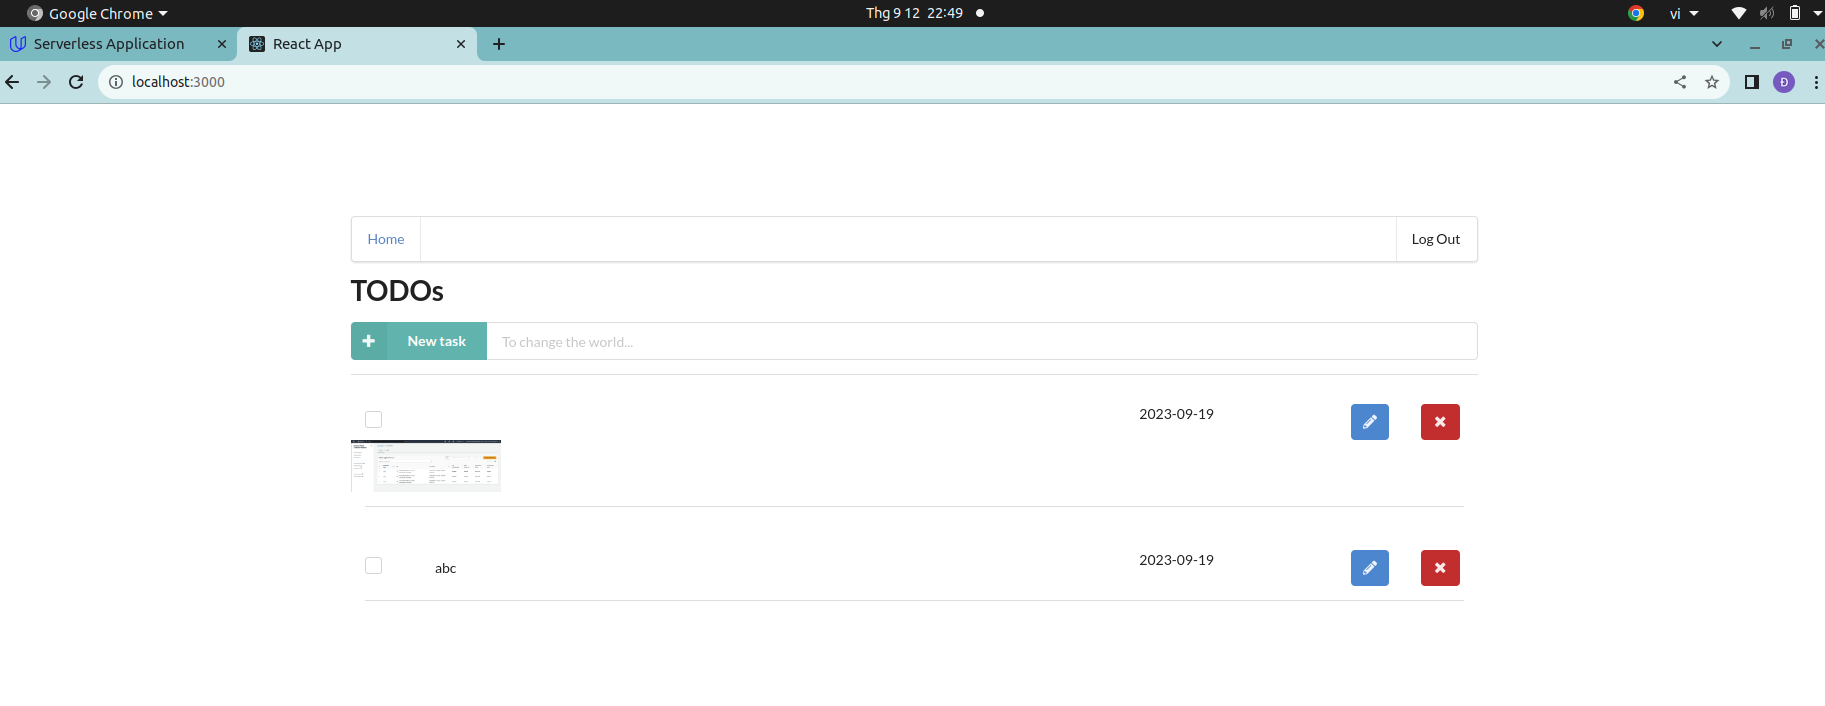 Google Chrome
Thg 9 12 22:49
vi
Serverless Application
React App
localhost:3000
Đ
Home
Log Out
TODOs
New task
To change the world...
2023-09-19
abc
2023-09-19